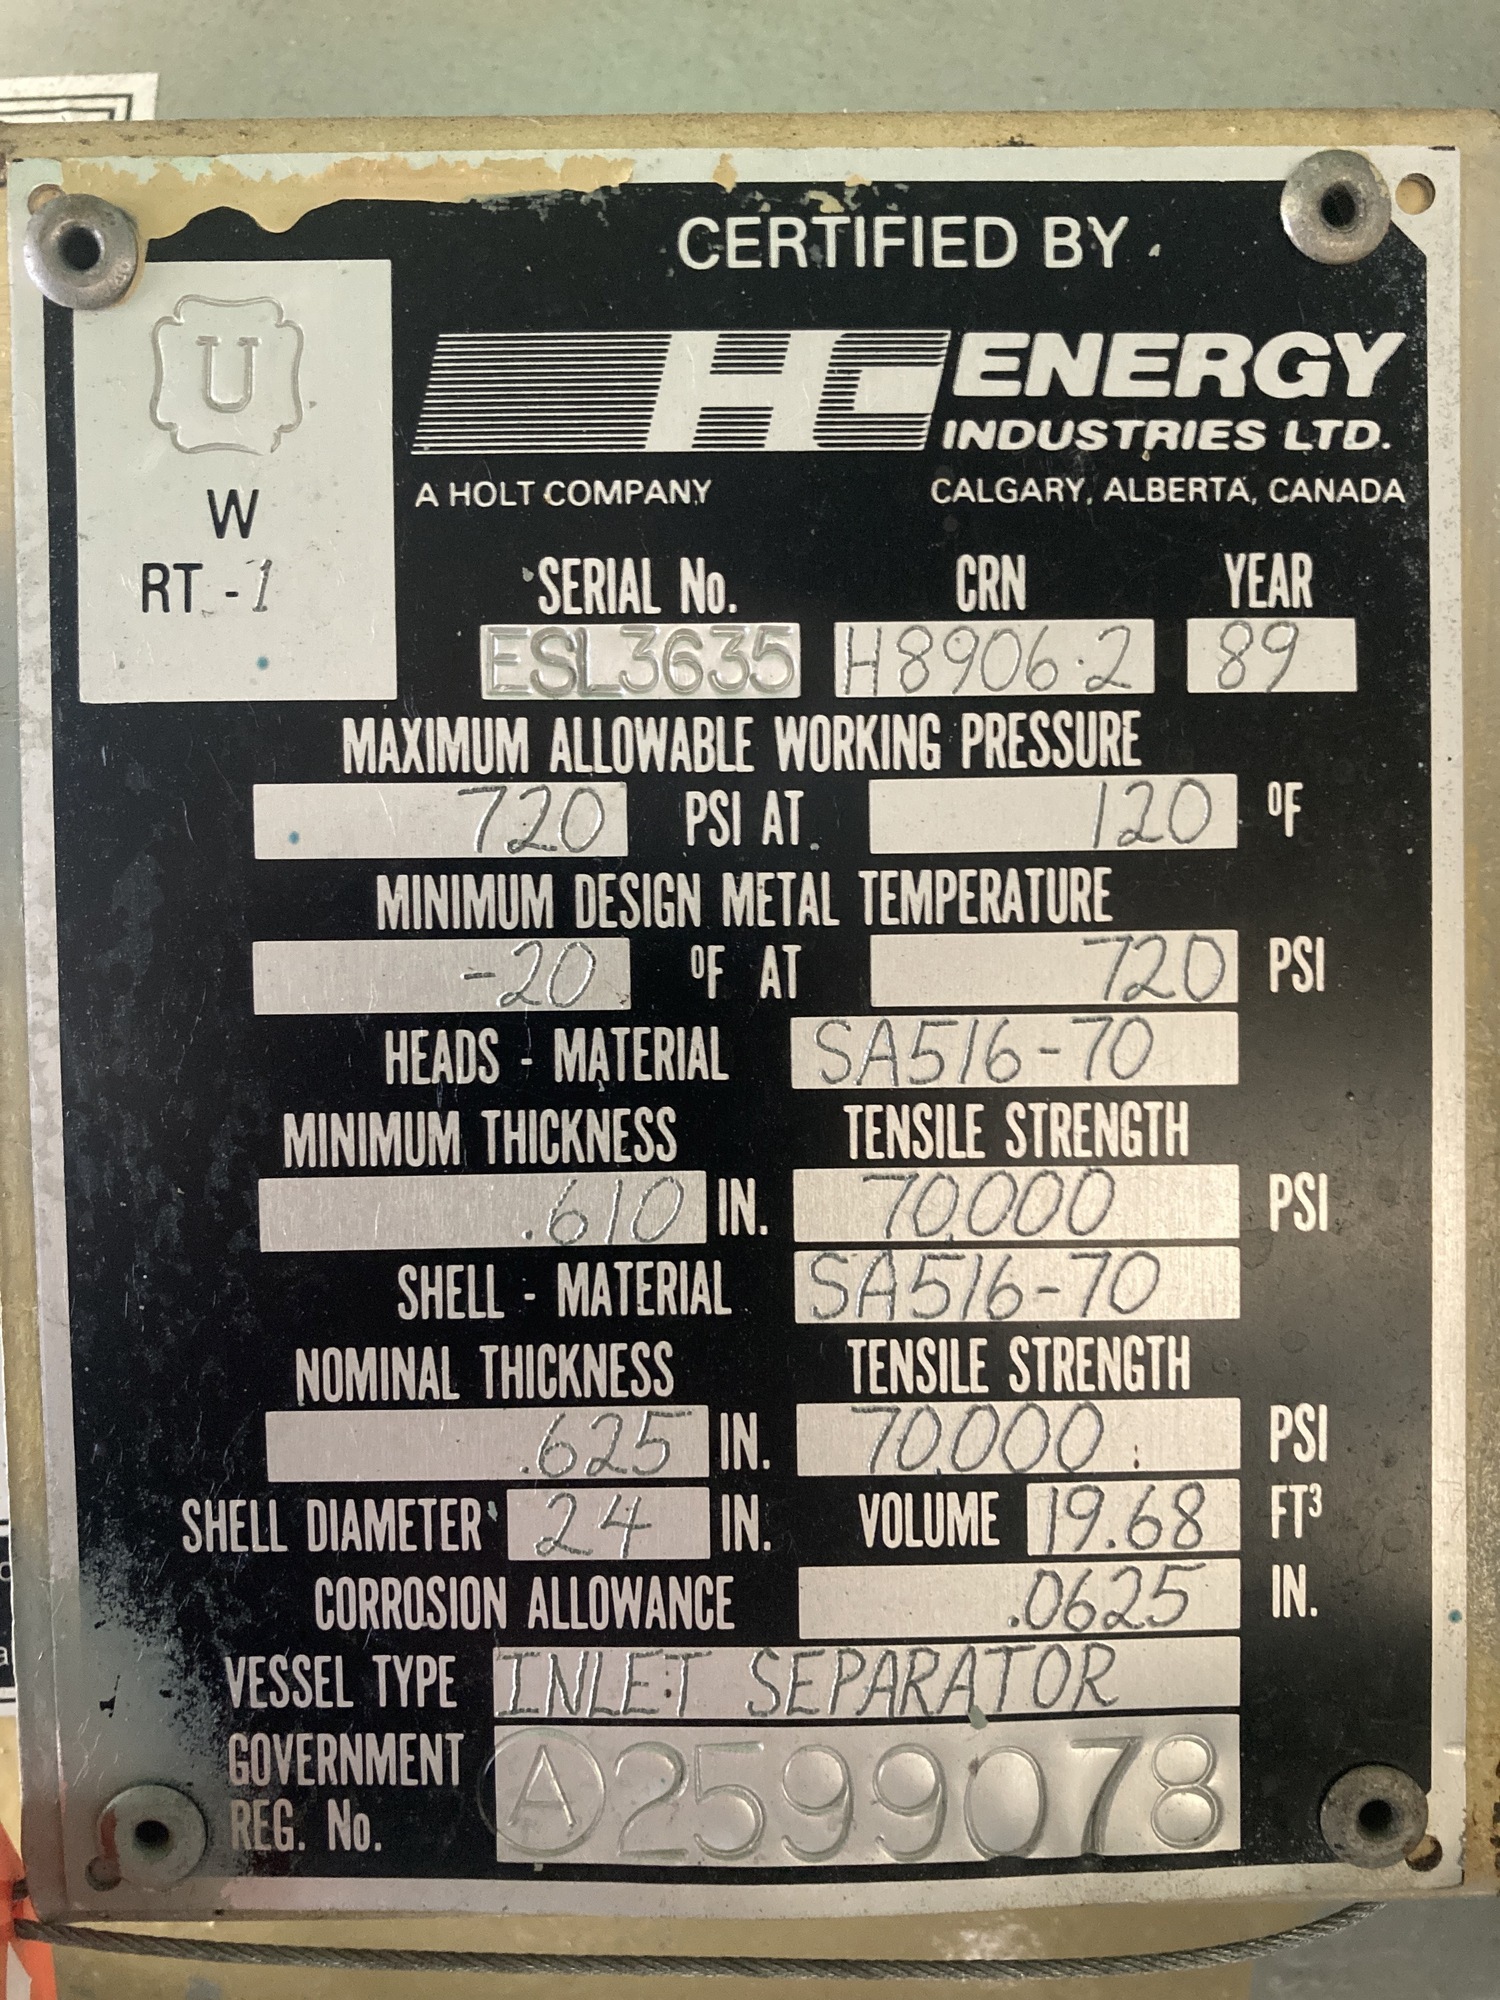 CERTIFIED BY
U
W
RT - 1
HC ENERGY
INDUSTRIES LTD.
A HOLT COMPANY CALGARY, ALBERTA, CANADA
SERIAL No. CRN YEAR
ESL3635 H8906.2 89
MAXIMUM ALLOWABLE WORKING PRESSURE
720 PSI AT 120 °F
MINIMUM DESIGN METAL TEMPERATURE
-20 °F AT 720 PSI
HEADS - MATERIAL SA516-70
MINIMUM THICKNESS TENSILE STRENGTH
.610 IN. 70,000 PSI
SHELL - MATERIAL SA516-70
NOMINAL THICKNESS TENSILE STRENGTH
.625 IN. 70,000 PSI
SHELL DIAMETER 24 IN. VOLUME 19.68 FT³
CORROSION ALLOWANCE .0625 IN.
VESSEL TYPE INLET SEPARATOR
GOVERNMENT
REG. No. A 2599078